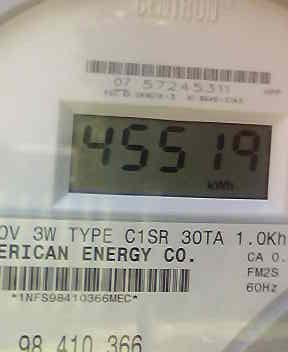 CENTRON
07 57245311
45519
kWh
0V 3W TYPE C1SR 30TA 1.0Kh
ERICAN ENERGY CO.
CA 0.
FM2S
*1NFS98410366MEC*
60Hz
98 410 366